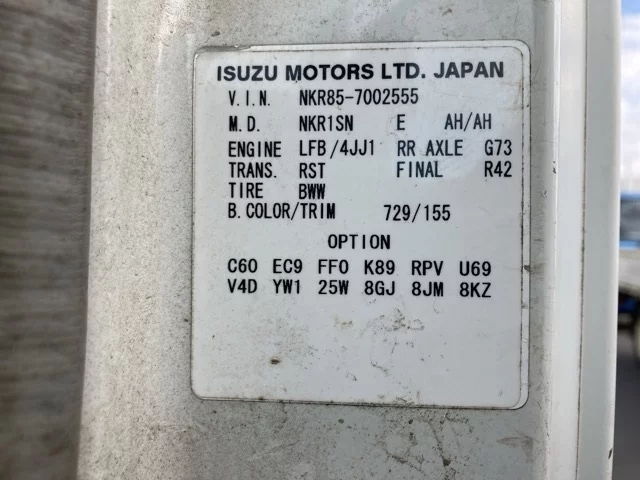 ISUZU MOTORS LTD. JAPAN
V.I.N. NKR85-7002555
M.D. NKR1SN E AH/AH
ENGINE LFB/4JJ1 RR AXLE G73
TRANS. RST FINAL R42
TIRE BWW
B.COLOR/TRIM 729/155
OPTION
C60 EC9 FF0 K89 RPV U69
V4D YW1 25W 8GJ 8JM 8KZ